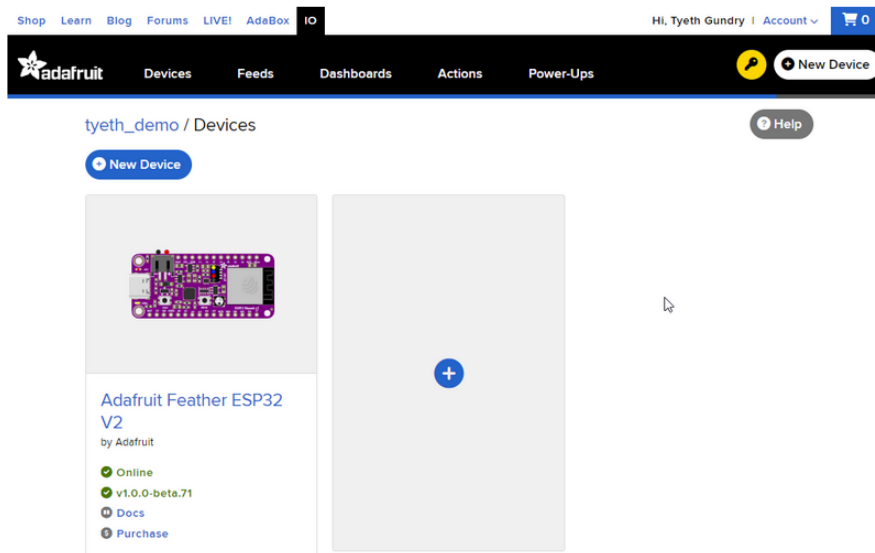 Shop Learn Blog Forums LIVE! AdaBox IO Hi, Tyeth Gundry | Account 0
adafruit Devices Feeds Dashboards Actions Power-Ups New Device
tyeth_demo / Devices
Help
New Device
Adafruit Feather ESP32
V2
by Adafruit
Online
v1.0.0-beta.71
Docs
Purchase